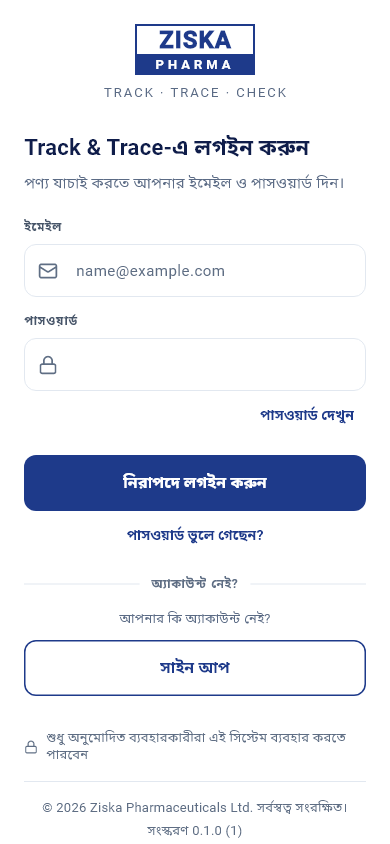 ZISKA
PHARMA
TRACK · TRACE · CHECK
Track & Trace-এ লগইন করুন
পণ্য যাচাই করতে আপনার ইমেইল ও পাসওয়ার্ড দিন।
ইমেইল
name@example.com
পাসওয়ার্ড
পাসওয়ার্ড দেখুন
নিরাপদে লগইন করুন
পাসওয়ার্ড ভুলে গেছেন?
অ্যাকাউন্ট নেই?
আপনার কি অ্যাকাউন্ট নেই?
সাইন আপ
শুধু অনুমোদিত ব্যবহারকারীরা এই সিস্টেম ব্যবহার করতে
পারবেন
© 2026 Ziska Pharmaceuticals Ltd. সর্বস্বত্ব সংরক্ষিত।
সংস্করণ 0.1.0 (1)